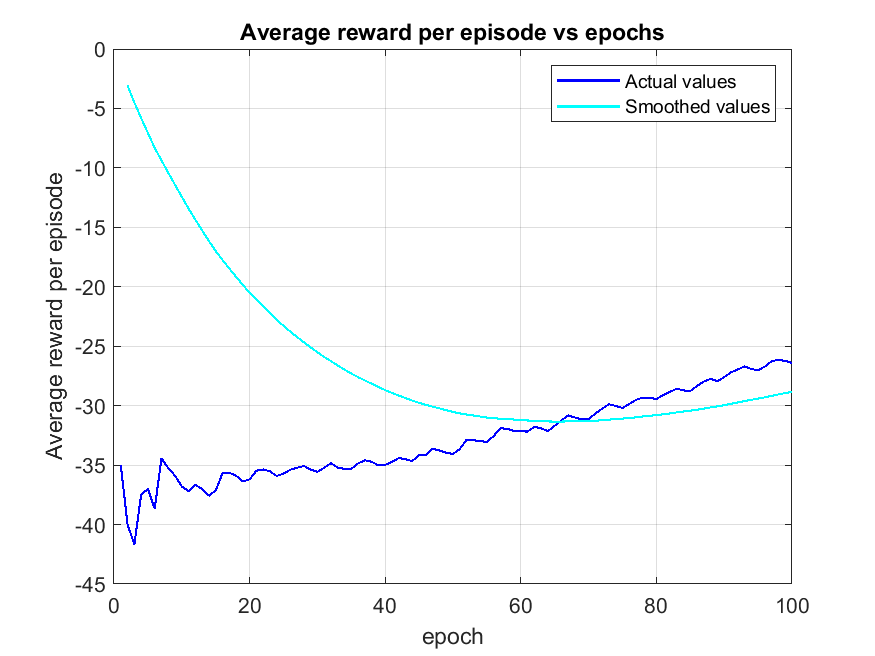 Average reward per episode vs epochs
Actual values
Smoothed values
Average reward per episode
0
-5
-10
-15
-20
-25
-30
-35
-40
-45
0 20 40 60 80 100
epoch